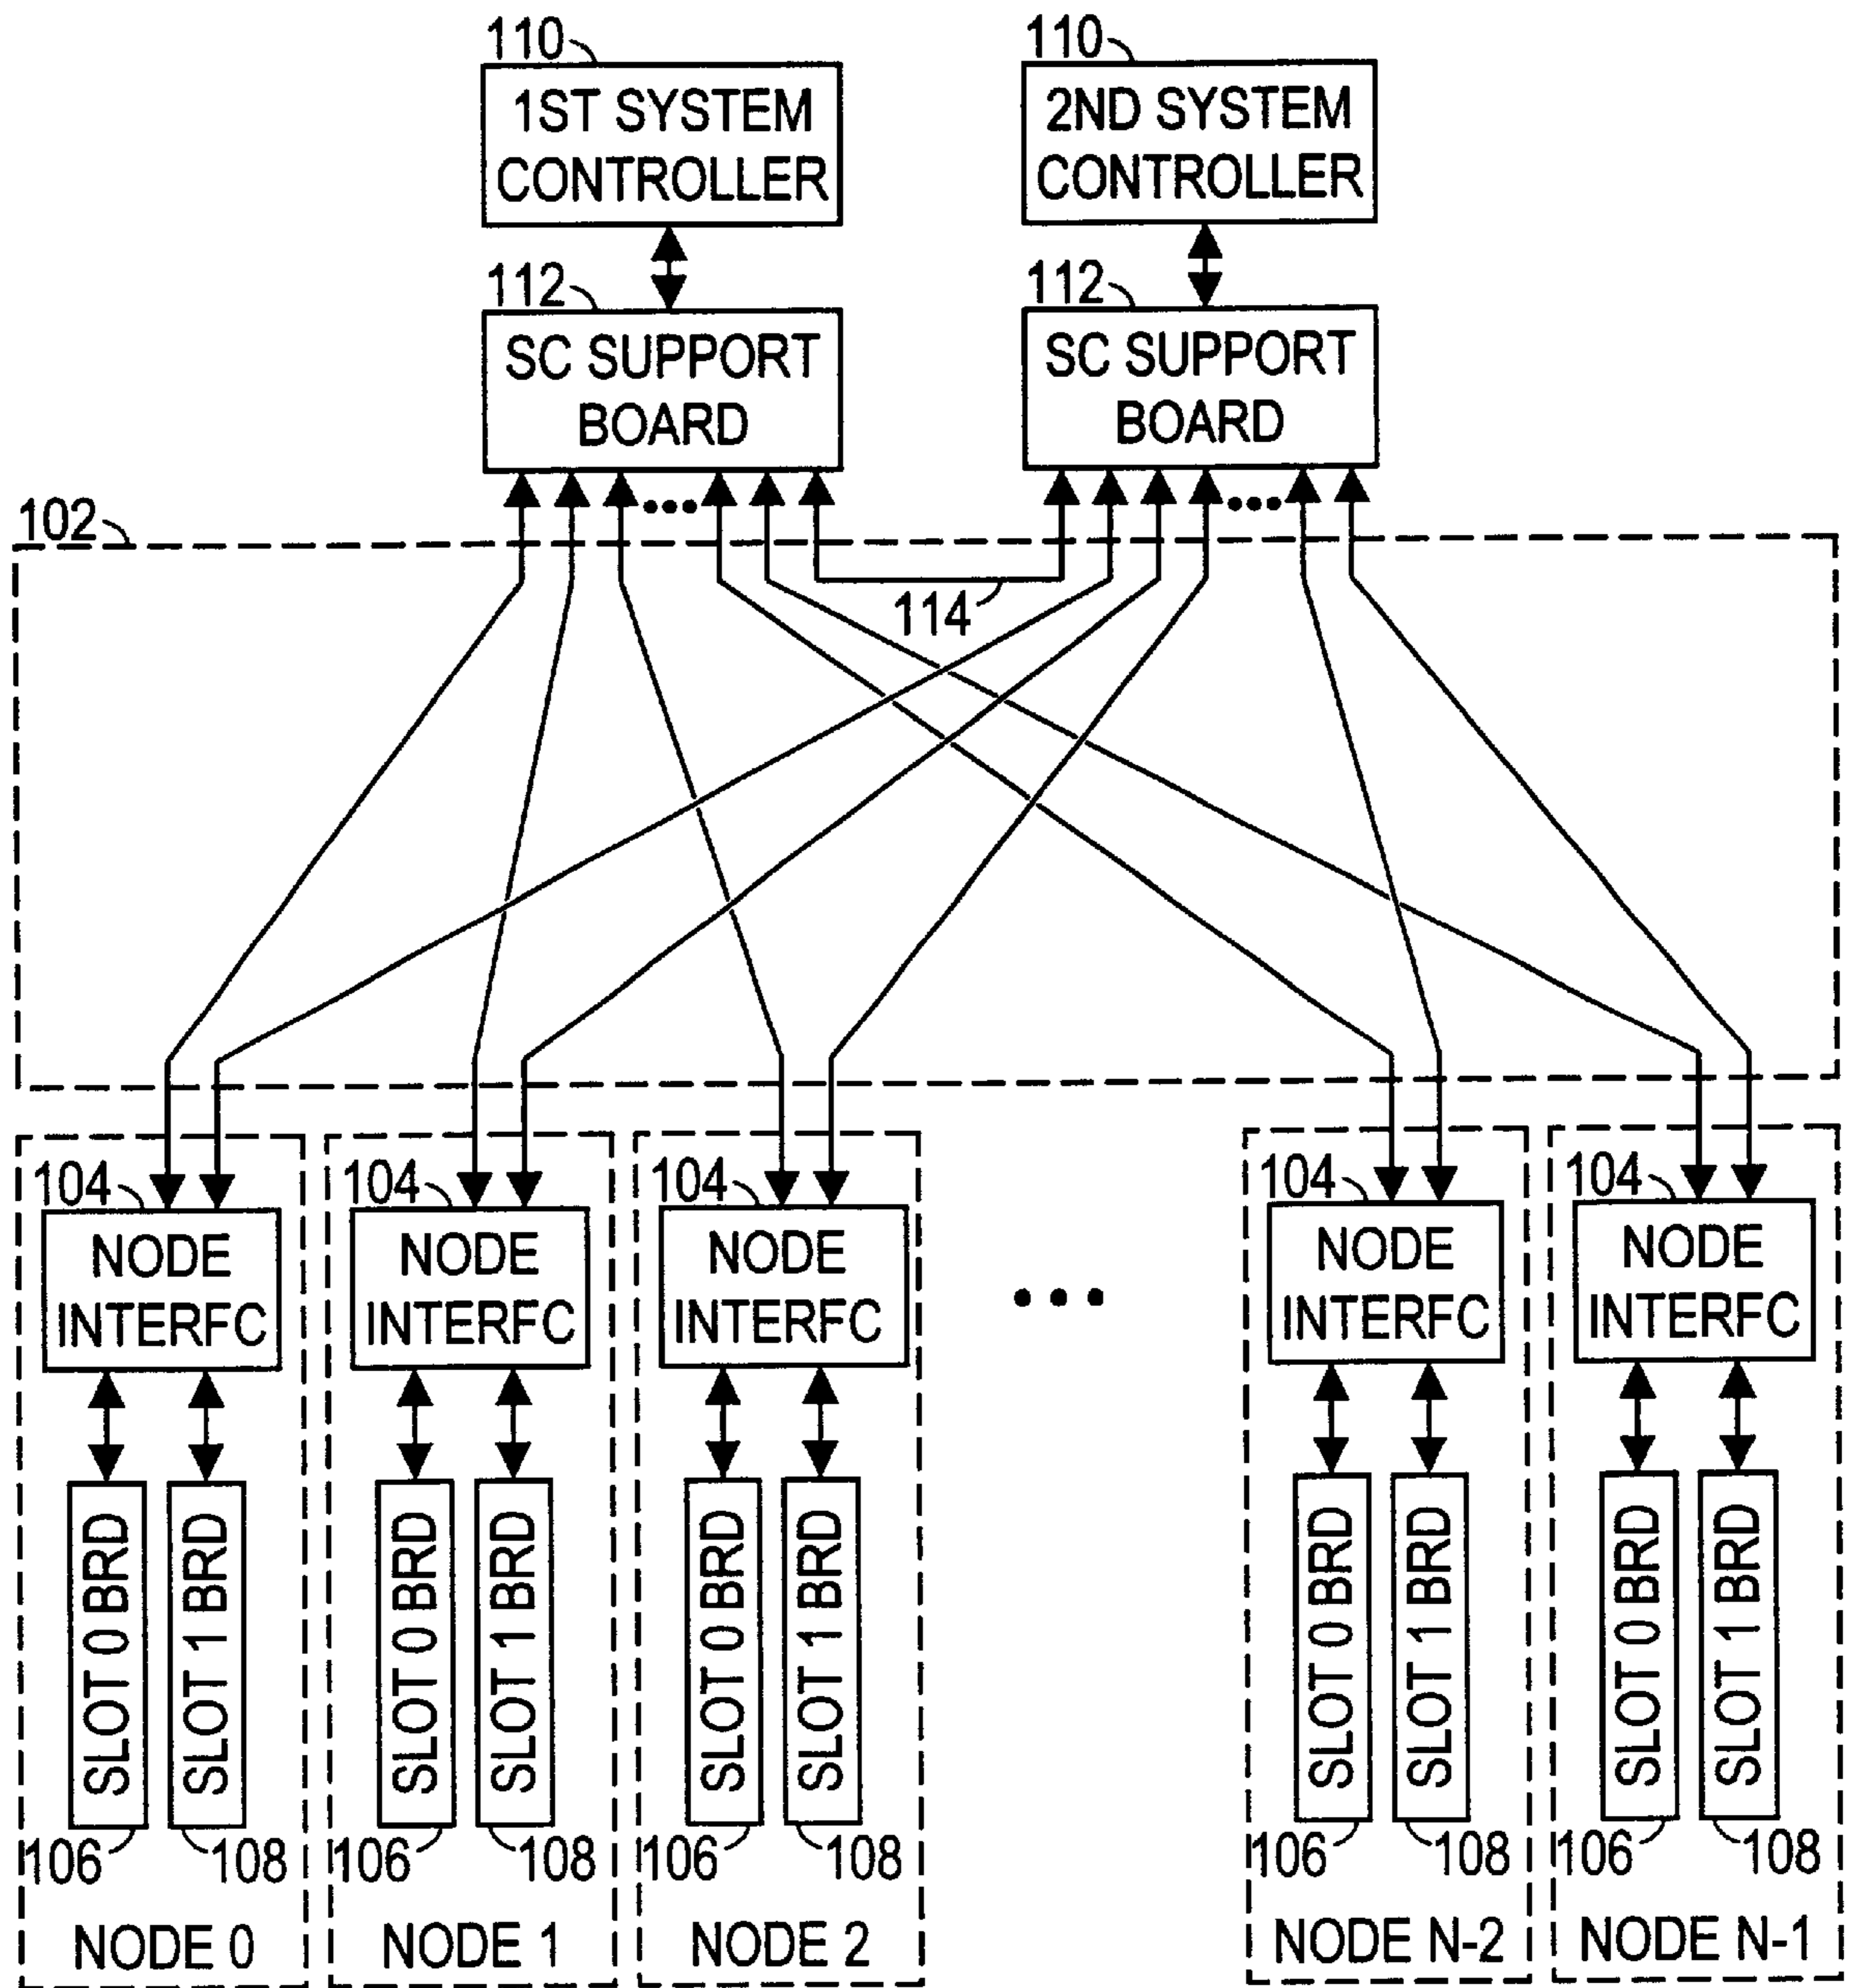 110 110
1ST SYSTEM CONTROLLER
2ND SYSTEM CONTROLLER
112 112
SC SUPPORT BOARD
SC SUPPORT BOARD
•••
•••
102
114
104 104 104 104 104
NODE INTERFC
NODE INTERFC
NODE INTERFC
•••
NODE INTERFC
NODE INTERFC
SLOT 0 BRD
SLOT 1 BRD
SLOT 0 BRD
SLOT 1 BRD
SLOT 0 BRD
SLOT 1 BRD
SLOT 0 BRD
SLOT 1 BRD
SLOT 0 BRD
SLOT 1 BRD
106 108 106 108 106 108 106 108 106 108
NODE 0 NODE 1 NODE 2 NODE N-2 NODE N-1